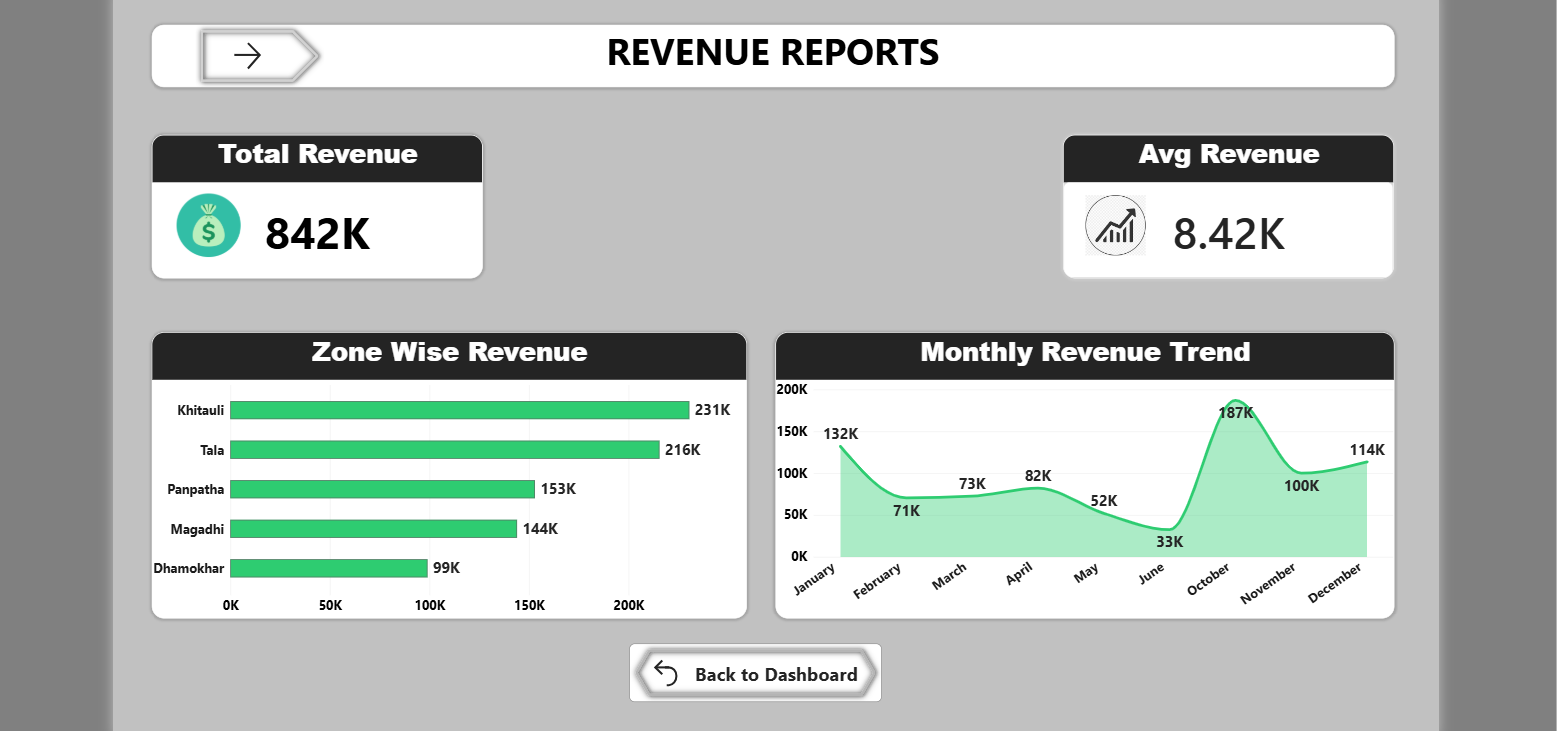 REVENUE REPORTS
Total Revenue
$
842K
Avg Revenue
8.42K
Zone Wise Revenue
Khitauli 231K
Tala 216K
Panpatha 153K
Magadhi 144K
Dhamokhar 99K
0K 50K 100K 150K 200K
Monthly Revenue Trend
200K
150K
100K
50K
0K
132K
71K
73K
82K
52K
33K
187K
100K
114K
January February March April May June October November December
Back to Dashboard